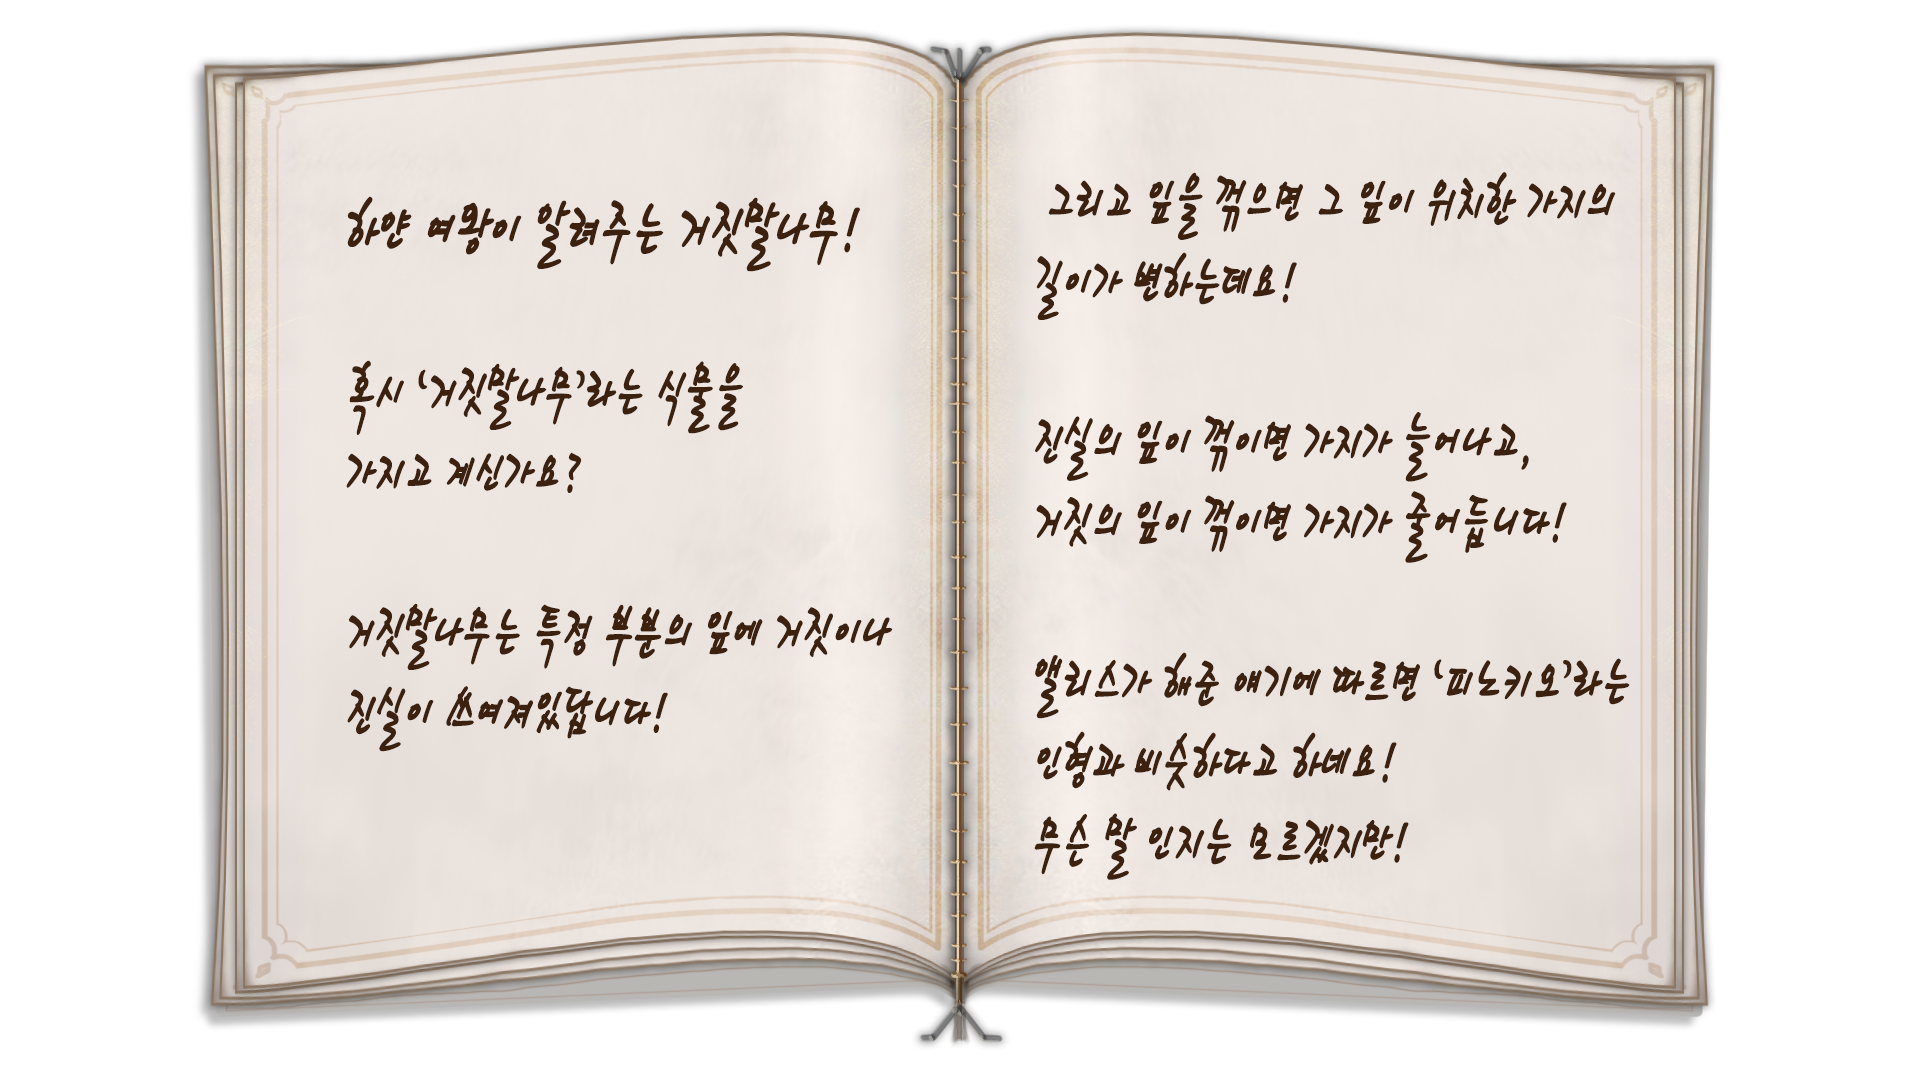 하얀 여왕이 알려주는 거짓말나무!
혹시 ‘거짓말나무’라는 식물을
가지고 계신가요?
거짓말나무는 특정 부분의 잎에 거짓이나
진실이 쓰여져있답니다!
그리고 잎을 꺾으면 그 잎이 위치한 가지의
길이가 변하는데요!
진실의 잎이 꺾이면 가지가 늘어나고,
거짓의 잎이 꺾이면 가지가 줄어듭니다!
앨리스가 해준 얘기에 따르면 ‘피노키오’라는
인형과 비슷하다고 하네요!
무슨 말 인지는 모르겠지만!